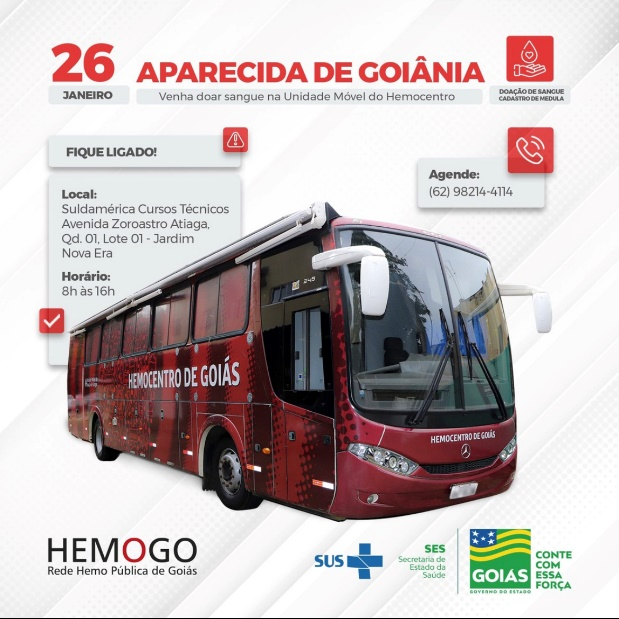 26
JANEIRO
APARECIDA DE GOIÂNIA
Venha doar sangue na Unidade Móvel do Hemocentro
DOAÇÃO DE SANGUE
CADASTRO DE MEDULA
FIQUE LIGADO!
Local:
Suldamérica Cursos Técnicos
Avenida Zoroastro Atiaga,
Qd. 01, Lote 01 - Jardim
Nova Era
Horário:
8h às 16h
Agende:
(62) 98214-4114
HEMOCENTRO DE GOIÁS
HEMOCENTRO DE GOIÁS
HEMOGO
Rede Hemo Pública de Goiás
SUS
SES
Secretaria de
Estado da
Saúde
GOIÁS
GOVERNO DO ESTADO
CONTE
COM
ESSA
FORÇA